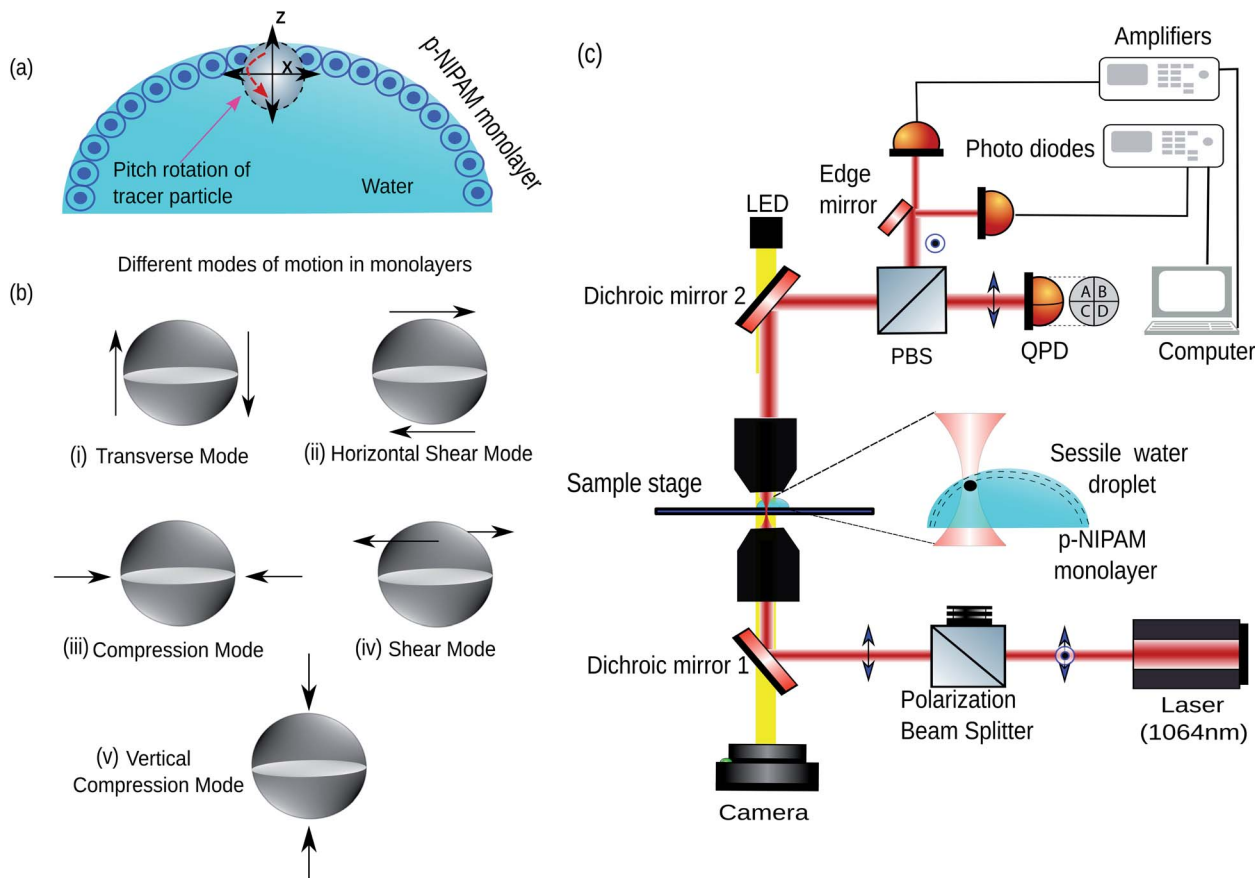 (a)
Z
X
p-NIPAM monolayer
Pitch rotation of
tracer particle
Water
Different modes of motion in monolayers
(b)
(i) Transverse Mode
(ii) Horizontal Shear Mode
(iii) Compression Mode
(iv) Shear Mode
(v) Vertical
Compression Mode
(c)
Amplifiers
Photo diodes
Edge
mirror
LED
Dichroic mirror 2
PBS
QPD
A B
C D
Computer
Sample stage
Sessile water
droplet
p-NIPAM
monolayer
Dichroic mirror 1
Polarization
Beam Splitter
Laser
(1064nm)
Camera